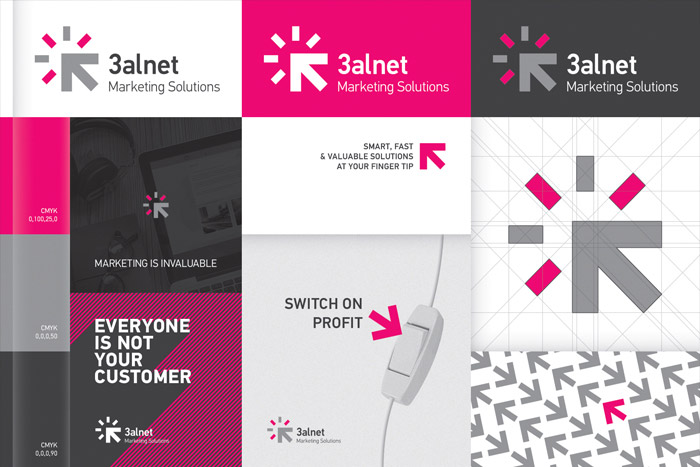 3alnet
Marketing Solutions
3alnet
Marketing Solutions
3alnet
Marketing Solutions
SMART, FAST
& VALUABLE SOLUTIONS
AT YOUR FINGER TIP
CMYK
0,100,25,0
MARKETING IS INVALUABLE
CMYK
0,0,0,50
SWITCH ON
PROFIT
EVERYONE
IS NOT
YOUR
CUSTOMER
CMYK
0,0,0,90
3alnet
Marketing Solutions
3alnet
Marketing Solutions